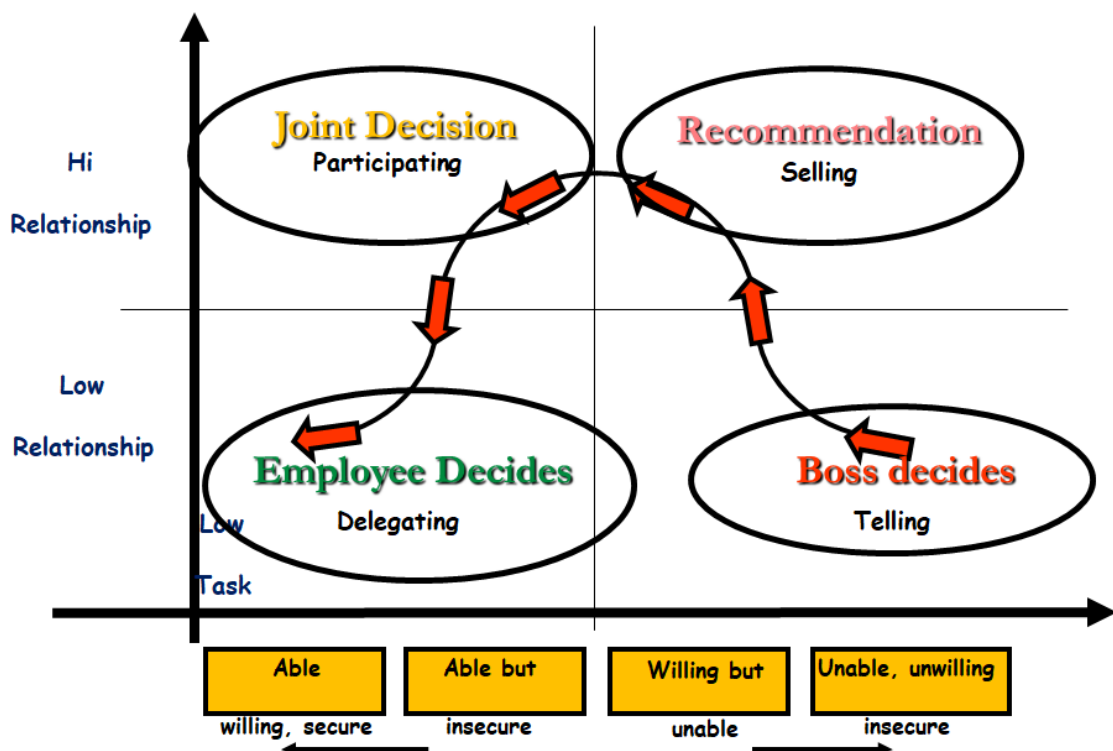 Joint Decision
Participating
Recommendation
Selling
Hi
Relationship
Low
Relationship
Employee Decides
Delegating
Boss decides
Telling
Low
Task
Able
willing, secure
Able but
insecure
Willing but
unable
Unable, unwilling
insecure